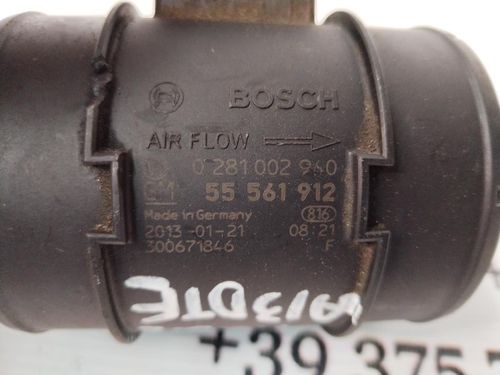 BOSCH
AIR FLOW
0 281 002 940
GM 55 561 912
Made in Germany 816
2013-01-21 08:21
300671846 F
+39 375